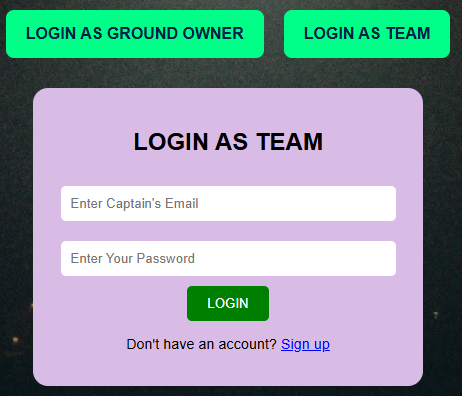 LOGIN AS GROUND OWNER
LOGIN AS TEAM
LOGIN AS TEAM
Enter Captain's Email
Enter Your Password
LOGIN
Don't have an account? Sign up